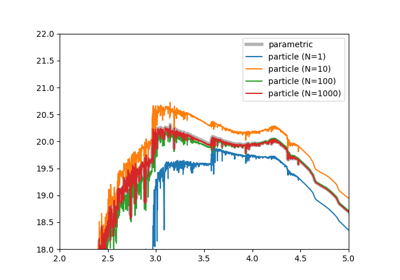 22.0
21.5
21.0
20.5
20.0
19.5
19.0
18.5
18.0
2.0 2.5 3.0 3.5 4.0 4.5 5.0
parametric
particle (N=1)
particle (N=10)
particle (N=100)
particle (N=1000)